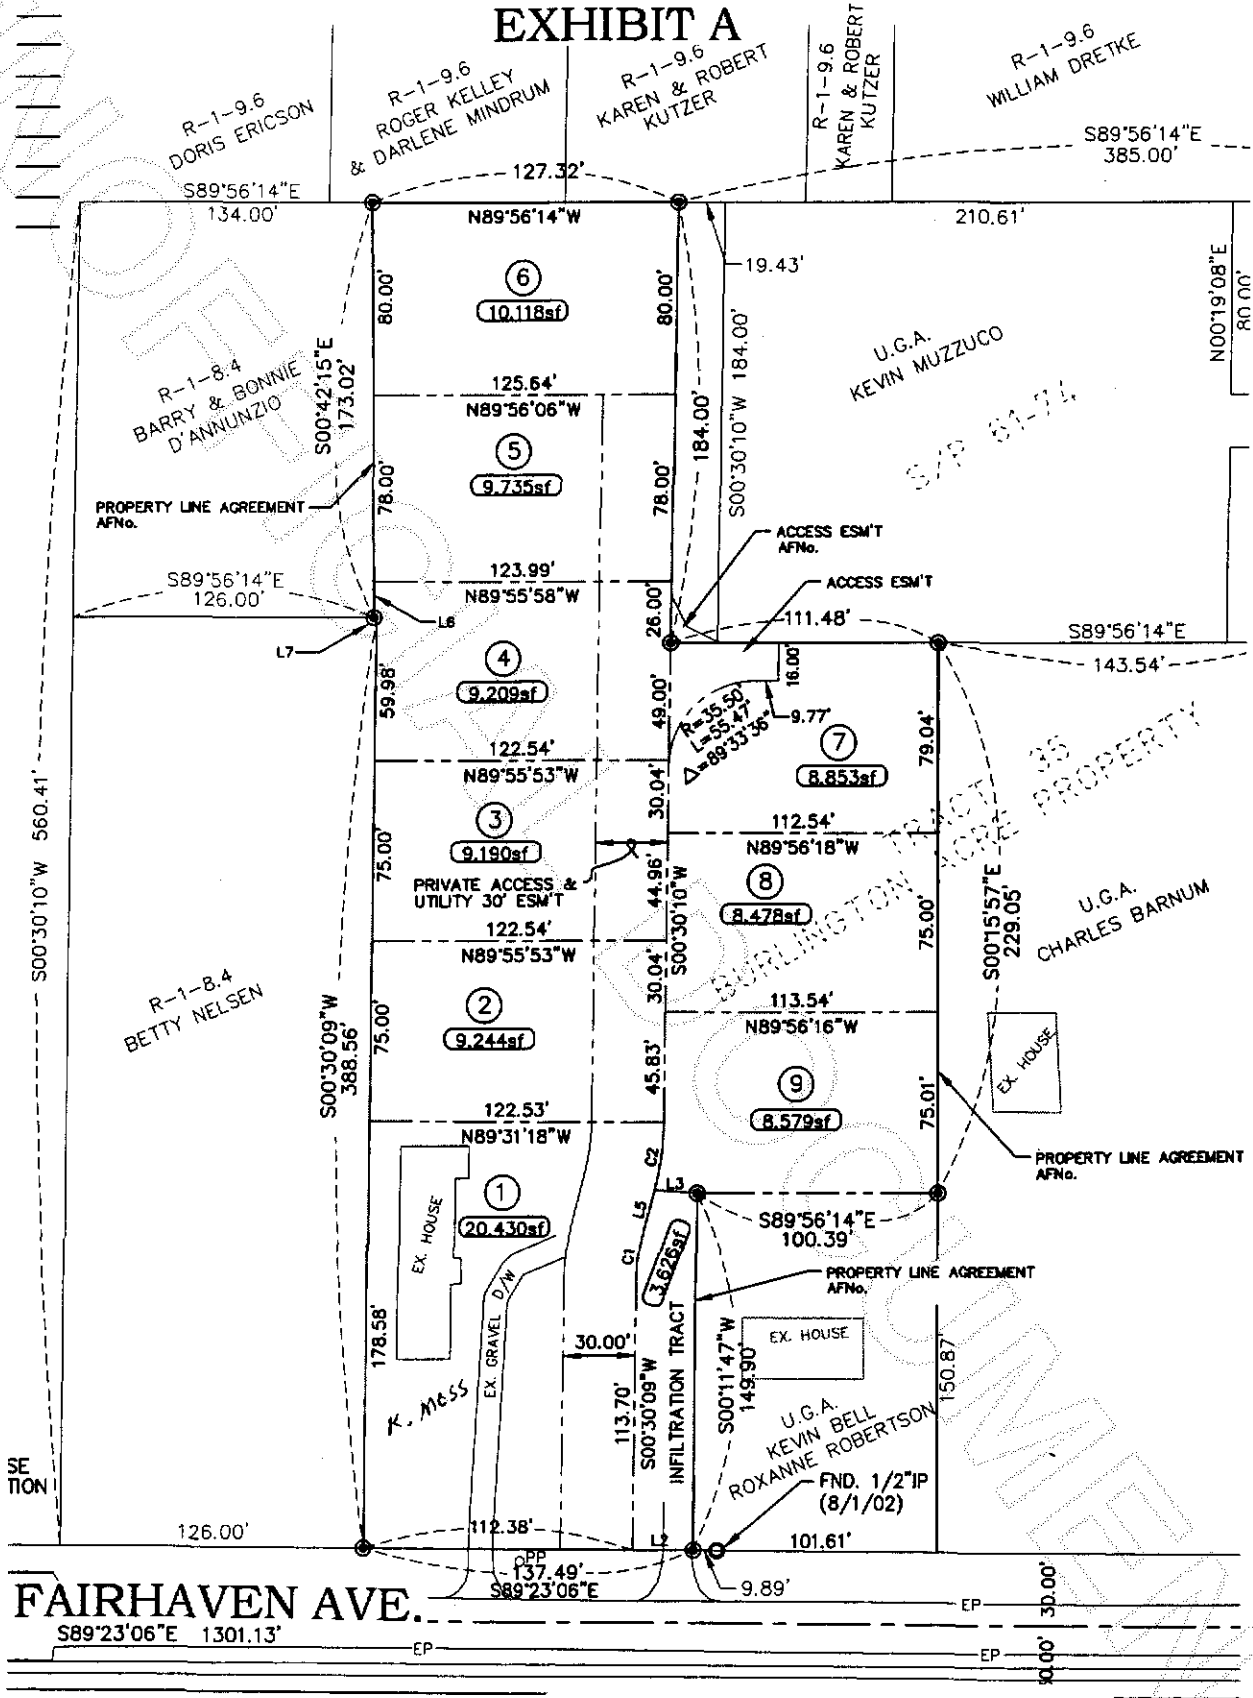 EXHIBIT A
R-1-9.6
DORIS ERICSON
R-1-9.6
ROGER KELLEY
& DARLENE MINDRUM
R-1-9.6
KAREN & ROBERT
KUTZER
R-1-9.6
KAREN & ROBERT
KUTZER
R-1-9.6
WILLIAM DRETKE
S89°56'14"E
134.00'
127.32'
N89°56'14"W
S89°56'14"E
385.00'
210.61'
19.43'
N00°19'08"E
80.00'
80.00'
6
10.118sf
80.00'
184.00'
S00°30'10"W 184.00'
U.G.A.
KEVIN MUZZUCO
S/P 61-74
R-1-8.4
BARRY & BONNIE
D'ANNUNZIO
S00°42'15"E
173.02'
125.64'
N89°56'06"W
5
9.735sf
78.00'
78.00'
PROPERTY LINE AGREEMENT
AFNo.
ACCESS ESM'T
AFNo.
ACCESS ESM'T
S89°56'14"E
126.00'
123.99'
N89°55'58"W
26.00'
111.48'
S89°56'14"E
143.54'
L6
L7
4
9.209sf
59.98'
49.00'
16.00'
R=35.50'
L=55.47'
Δ=89°33'36"
9.77'
7
8.853sf
79.04'
122.54'
N89°55'53"W
30.04'
112.54'
N89°56'18"W
TRACT 35
BURLINGTON ACRE PROPERTY
S00°30'10"W 560.41'
75.00'
3
9.190sf
PRIVATE ACCESS &
UTILITY 30' ESM'T
44.96'
S00°30'10"W
8
8.478sf
75.00'
S00°15'57"E
229.05'
U.G.A.
CHARLES BARNUM
122.54'
N89°55'53"W
30.04'
113.54'
N89°56'16"W
R-1-8.4
BETTY NELSEN
S00°30'09"W
388.56'
75.00'
2
9.244sf
45.83'
9
8.579sf
75.01'
EX. HOUSE
122.53'
N89°31'18"W
C2
PROPERTY LINE AGREEMENT
AFNo.
1
20.430sf
EX. HOUSE
L3
L5
C1
3.626sf
S89°56'14"E
100.39'
PROPERTY LINE AGREEMENT
AFNo.
178.58'
EX. GRAVEL D/W
30.00'
113.70'
S00°30'09"W
INFILTRATION TRACT
S00°11'47"W
149.90'
EX. HOUSE
150.87'
K. Moss
U.G.A.
KEVIN BELL
ROXANNE ROBERTSON
FND. 1/2"IP
(8/1/02)
SE
TION
126.00'
112.38'
L2
101.61'
PP
137.49'
S89°23'06"E
9.89'
FAIRHAVEN AVE.
S89°23'06"E 1301.13'
EP
EP
EP
30.00'
UNOFFICIAL DOCUMENT